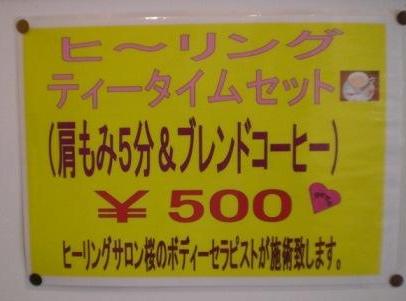 ヒ〜リング
ティータイムセット
(肩もみ5分&ブレンドコーヒー)
¥500
ヒーリングサロン桜のボディーセラピストが施術致します。